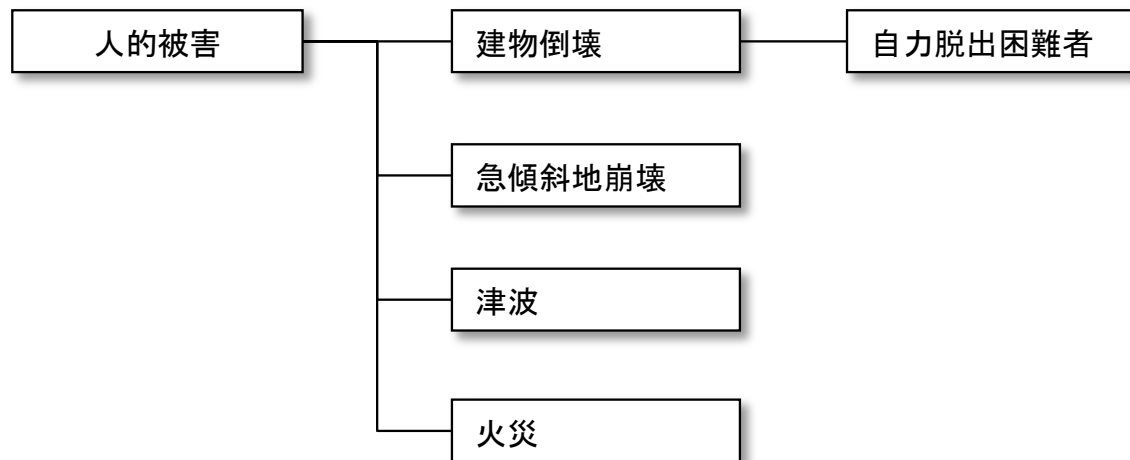 人的被害
建物倒壊
自力脱出困難者
急傾斜地崩壊
津波
火災